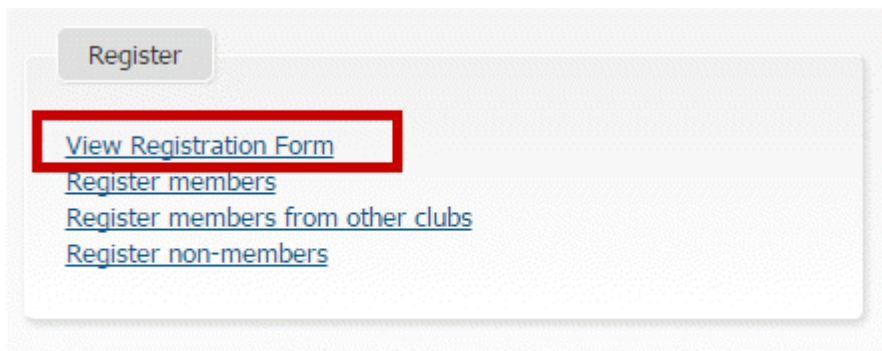 Register
View Registration Form
Register members
Register members from other clubs
Register non-members